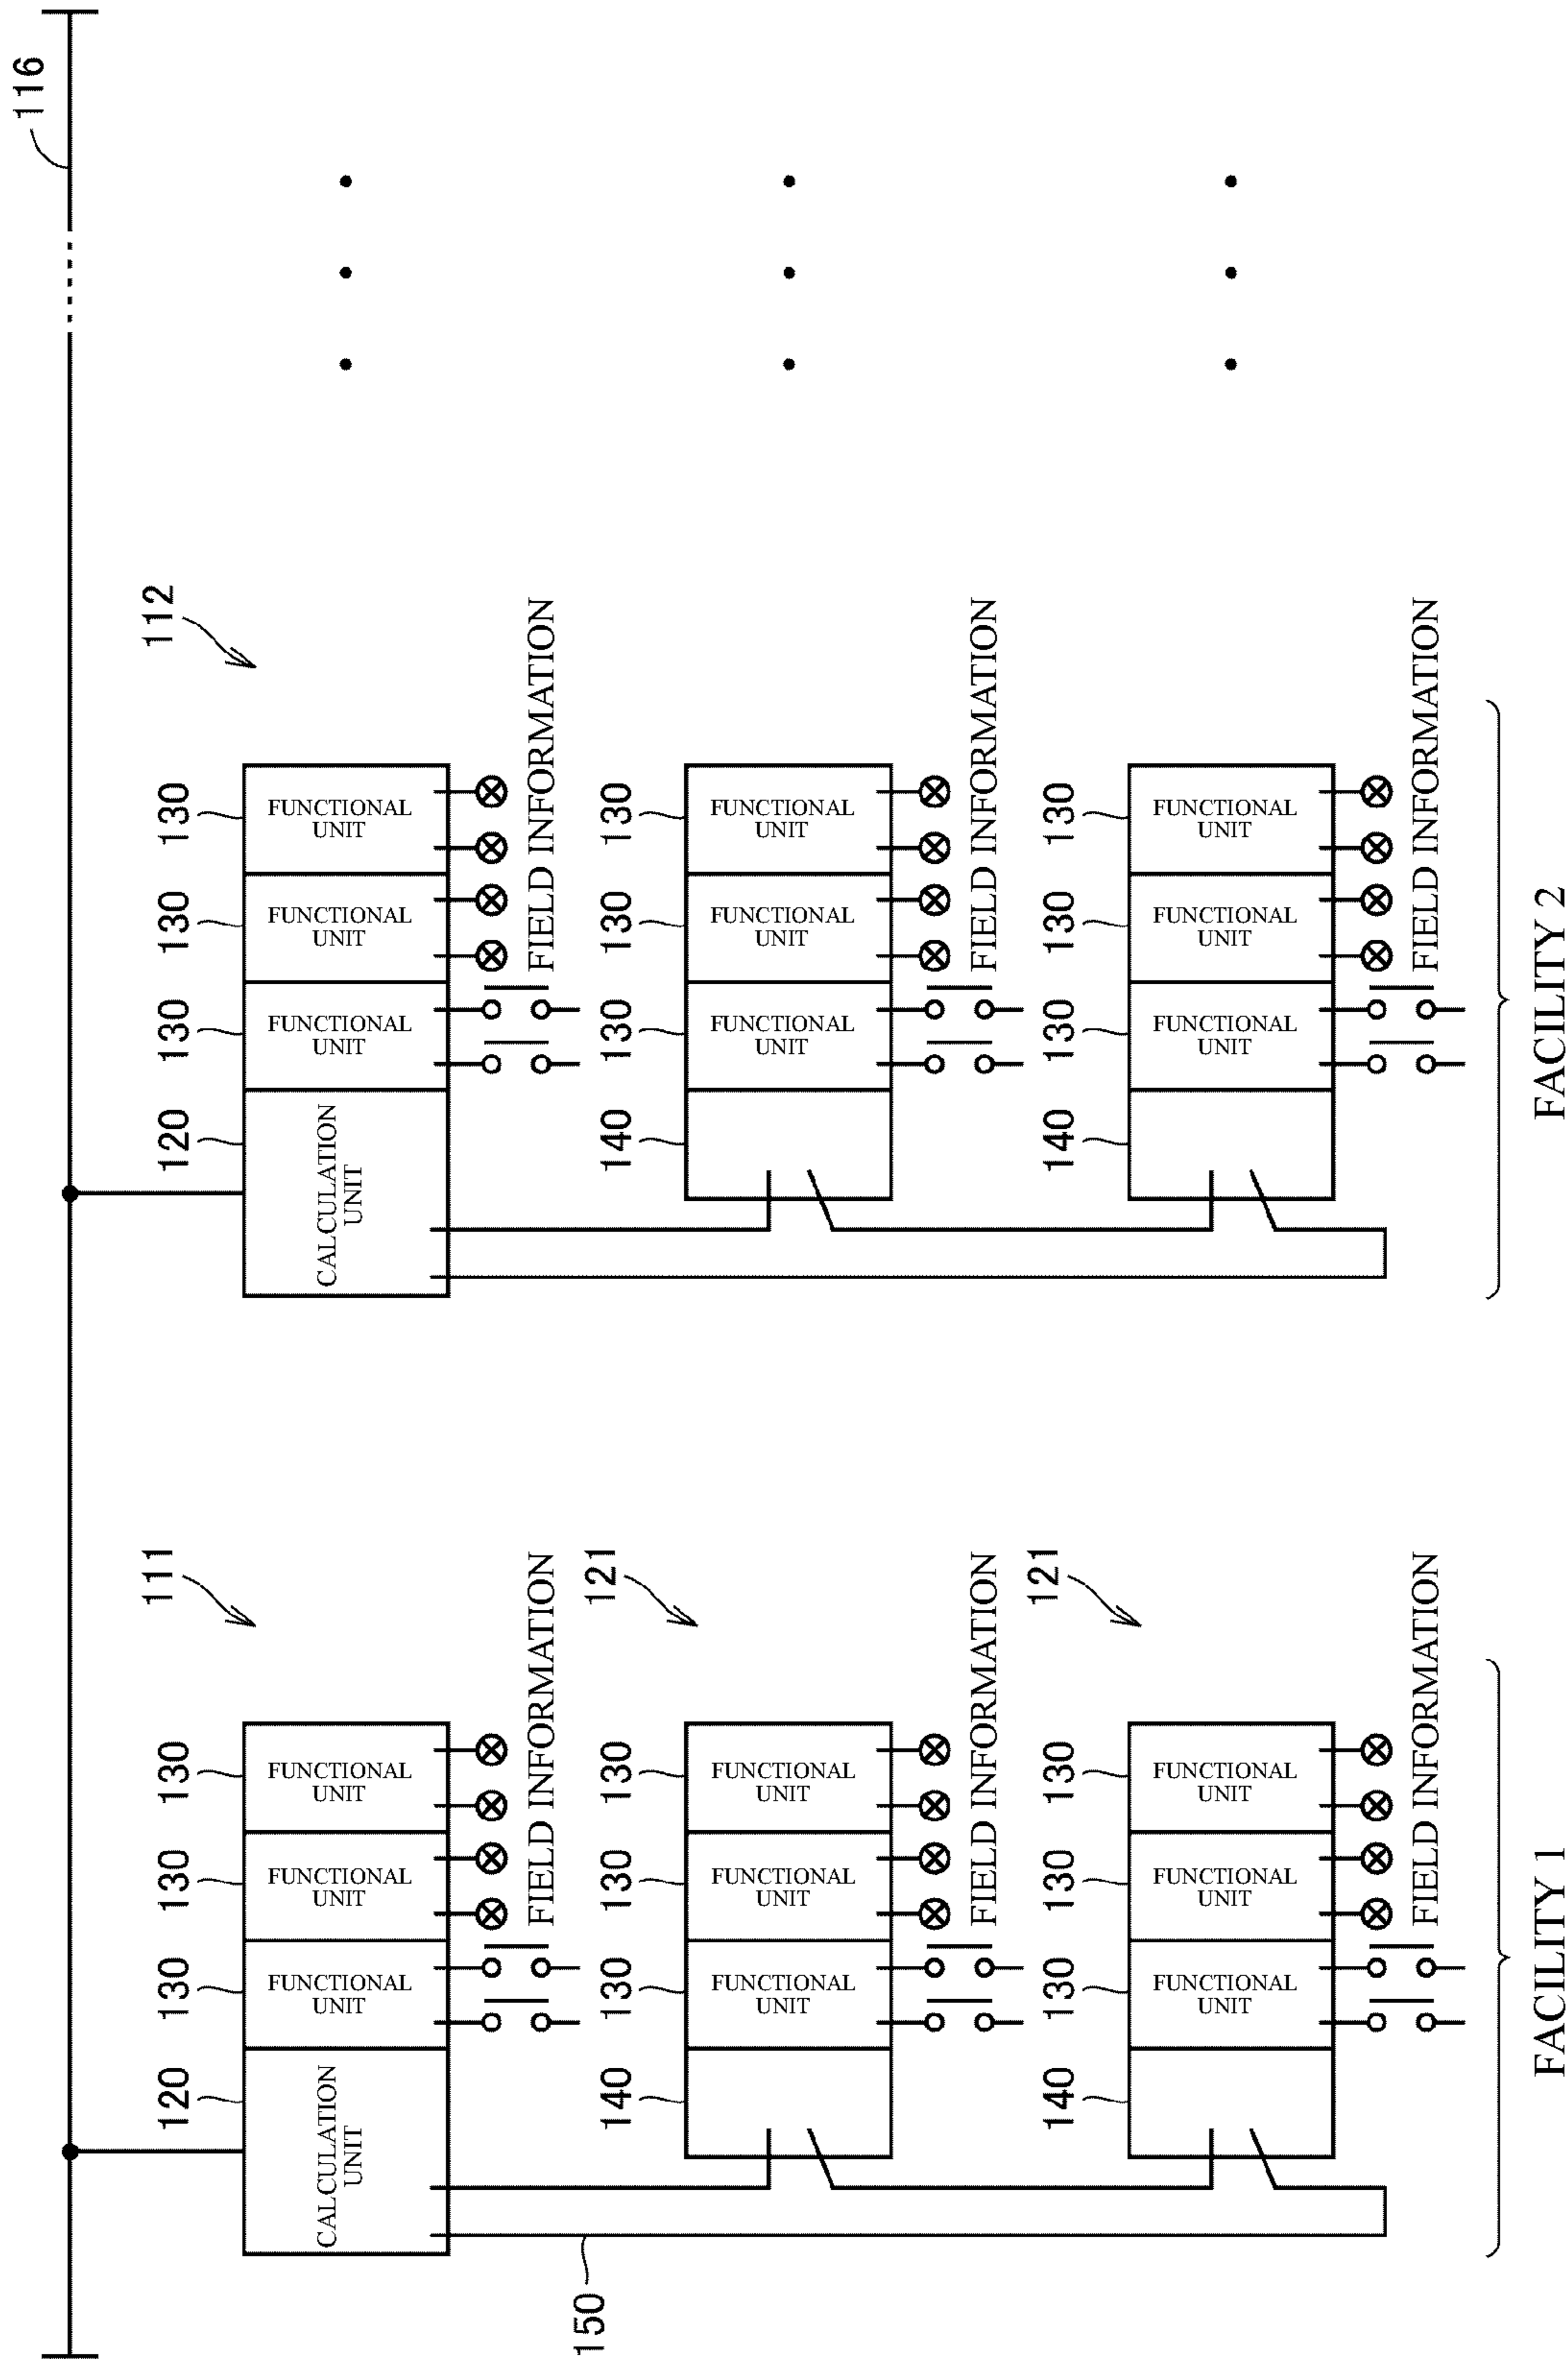 116
111
120
130
130
130
CALCULATION
UNIT
FUNCTIONAL
UNIT
FUNCTIONAL
UNIT
FUNCTIONAL
UNIT
FIELD INFORMATION
150
121
140
130
130
130
FUNCTIONAL
UNIT
FUNCTIONAL
UNIT
FUNCTIONAL
UNIT
FIELD INFORMATION
121
140
130
130
130
FUNCTIONAL
UNIT
FUNCTIONAL
UNIT
FUNCTIONAL
UNIT
FIELD INFORMATION
FACILITY 1
112
120
130
130
130
CALCULATION
UNIT
FUNCTIONAL
UNIT
FUNCTIONAL
UNIT
FUNCTIONAL
UNIT
FIELD INFORMATION
140
130
130
130
FUNCTIONAL
UNIT
FUNCTIONAL
UNIT
FUNCTIONAL
UNIT
FIELD INFORMATION
140
130
130
130
FUNCTIONAL
UNIT
FUNCTIONAL
UNIT
FUNCTIONAL
UNIT
FIELD INFORMATION
FACILITY 2